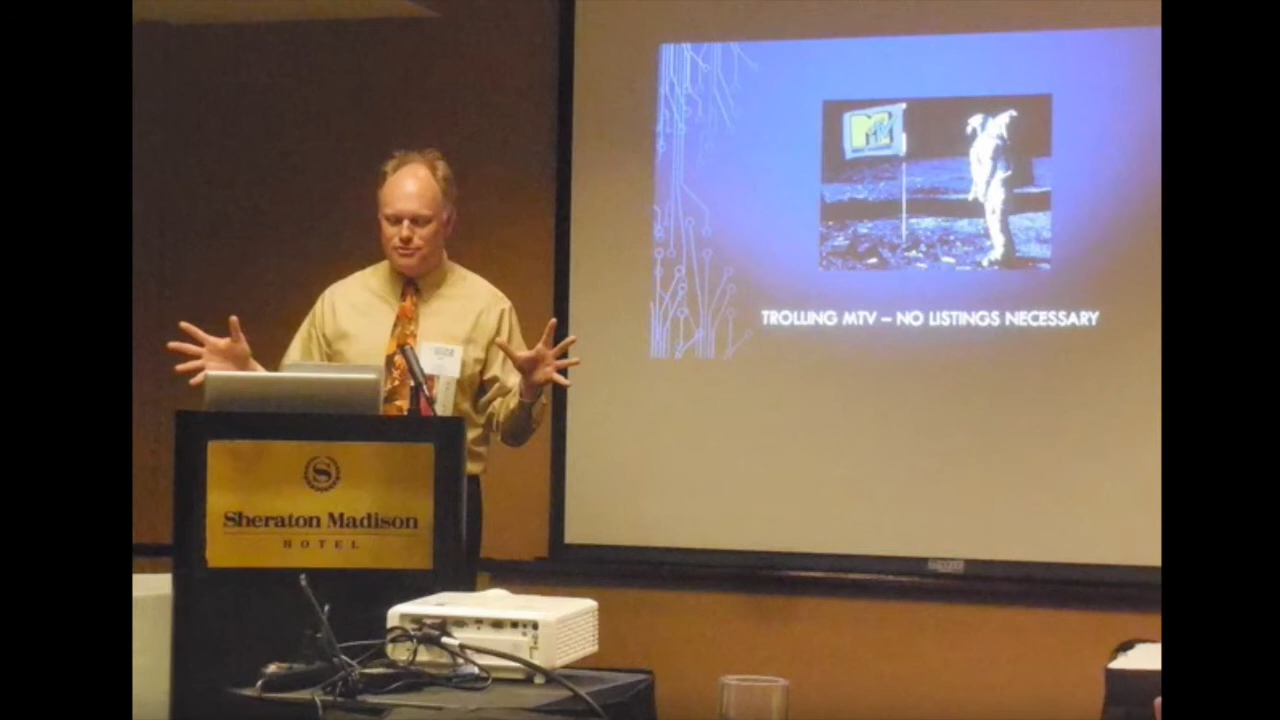 MTV
TROLLING MTV – NO LISTINGS NECESSARY
S
Sheraton Madison
HOTEL